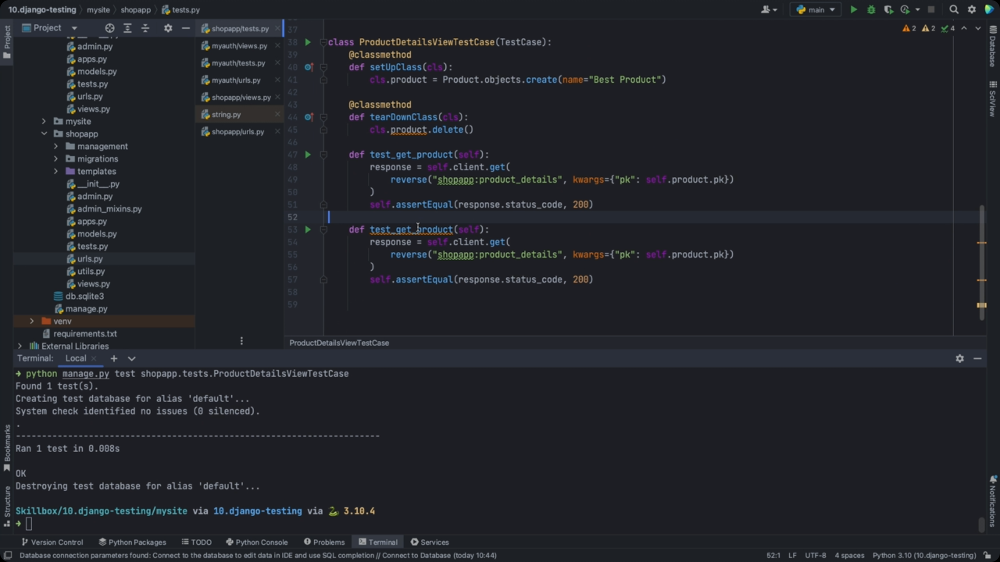 10.django-testing mysite shopapp tests.py
main
Project
admin.py
apps.py
models.py
tests.py
urls.py
views.py
mysite
shopapp
management
migrations
templates
__init__.py
admin.py
admin_mixins.py
apps.py
models.py
tests.py
urls.py
utils.py
views.py
db.sqlite3
manage.py
venv
requirements.txt
External Libraries
shopapp/tests.py
myauth/views.py
myauth/tests.py
myauth/urls.py
shopapp/views.py
string.py
shopapp/urls.py
2 2 4
37
38 class ProductDetailsViewTestCase(TestCase):
39 @classmethod
40 def setUpClass(cls):
41 cls.product = Product.objects.create(name="Best Product")
42
43 @classmethod
44 def tearDownClass(cls):
45 cls.product.delete()
46
47 def test_get_product(self):
48 response = self.client.get(
49 reverse("shopapp:product_details", kwargs={"pk": self.product.pk})
50 )
51 self.assertEqual(response.status_code, 200)
52
53 def test_get_product(self):
54 response = self.client.get(
55 reverse("shopapp:product_details", kwargs={"pk": self.product.pk})
56 )
57 self.assertEqual(response.status_code, 200)
58
59
ProductDetailsViewTestCase
Project
Bookmarks
Structure
Database
SciView
Notifications
Terminal: Local
➜ python manage.py test shopapp.tests.ProductDetailsViewTestCase
Found 1 test(s).
Creating test database for alias 'default'...
System check identified no issues (0 silenced).
.
----------------------------------------------------------------------
Ran 1 test in 0.008s
OK
Destroying test database for alias 'default'...
Skillbox/10.django-testing/mysite via 10.django-testing via 🐍 3.10.4
➜
Version Control Python Packages TODO Python Console Problems Terminal Services
Database connection parameters found: Connect to the database to edit data in IDE and use SQL completion // Connect to Database (today 10:44)
52:1 LF UTF-8 4 spaces Python 3.10 (10.django-testing)